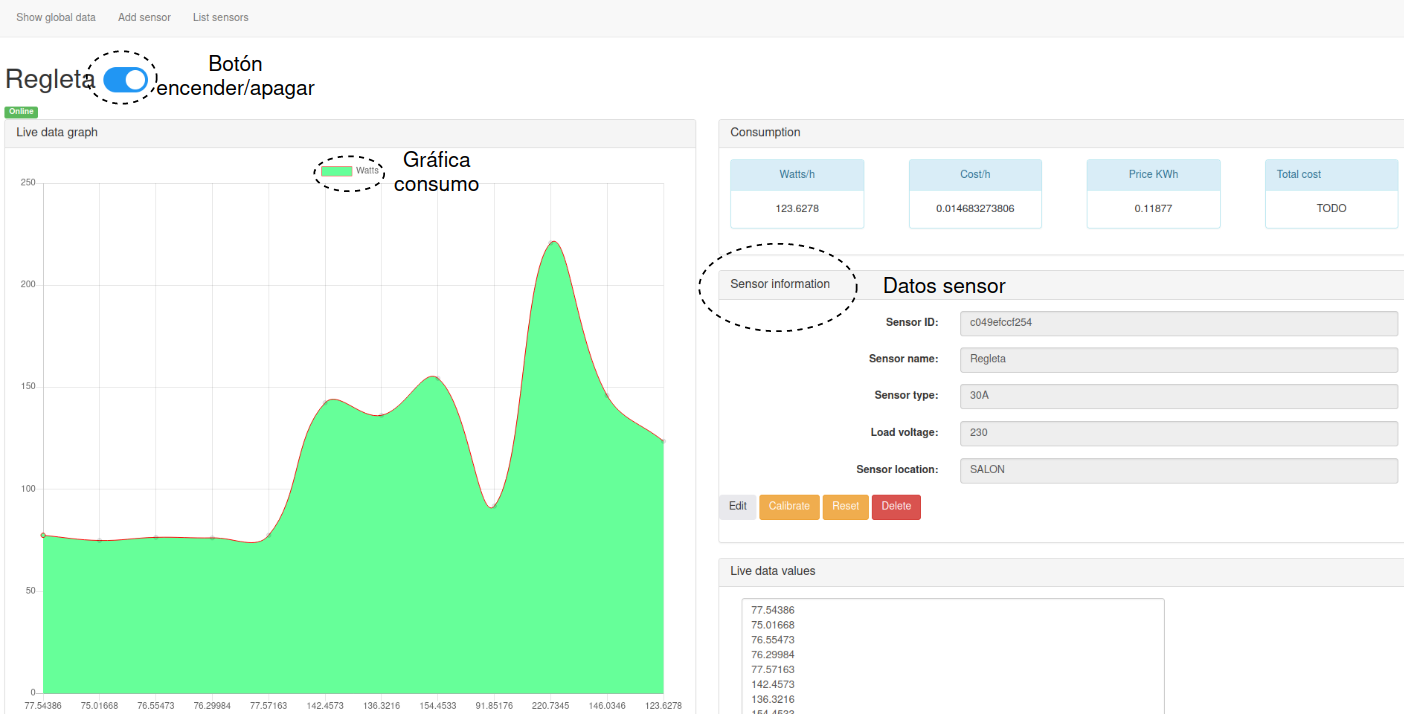 Show global data Add sensor List sensors
Regleta
Botón
encender/apagar
Online
Live data graph
Watts
Gráfica
consumo
250
200
150
100
50
0
77.54386 75.01668 76.55473 76.29984 77.57163 142.4573 136.3216 154.4533 91.85176 220.7345 146.0346 123.6278
Consumption
Watts/h Cost/h Price KWh Total cost
123.6278 0.014683273806 0.11877 TODO
Sensor information
Datos sensor
Sensor ID: c049efccf254
Sensor name: Regleta
Sensor type: 30A
Load voltage: 230
Sensor location: SALON
Edit Calibrate Reset Delete
Live data values
77.54386
75.01668
76.55473
76.29984
77.57163
142.4573
136.3216
154.4533